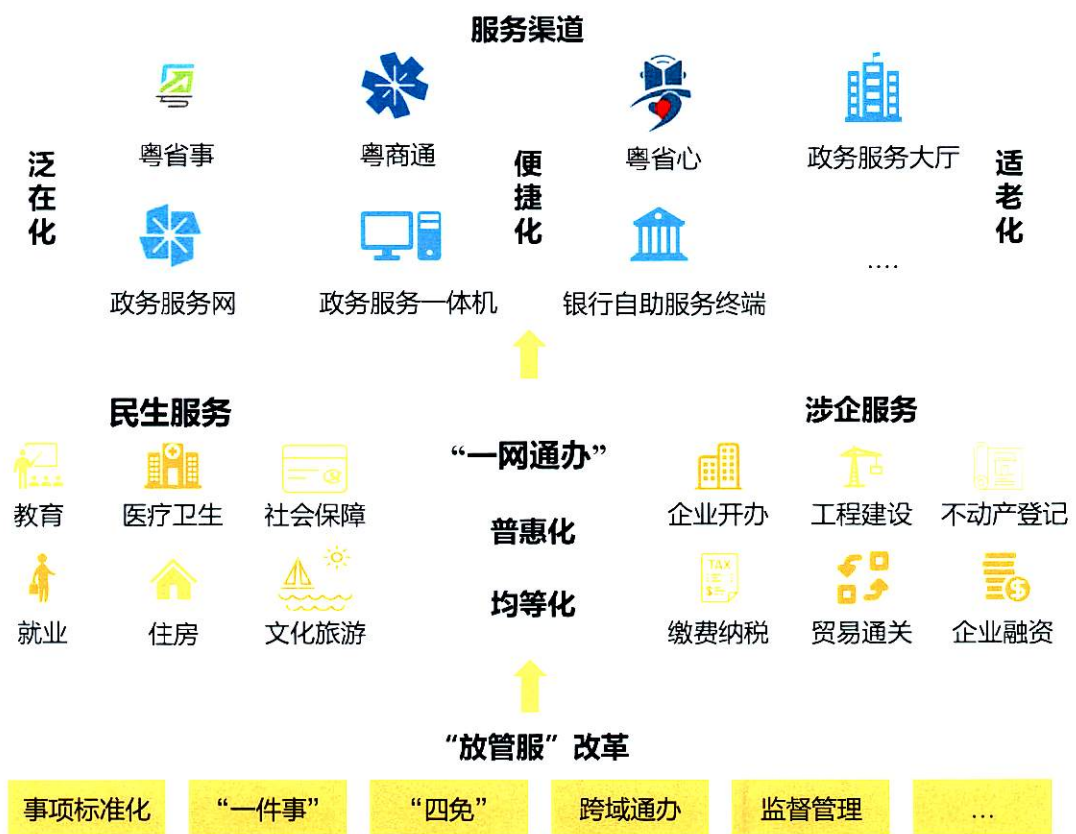 服务渠道
粤省事
粤商通
粤省心
政务服务大厅
泛在化
便捷化
适老化
政务服务网
政务服务一体机
银行自助服务终端
....
民生服务
涉企服务
“一网通办”
教育
医疗卫生
社会保障
普惠化
企业开办
工程建设
不动产登记
TAX
均等化
就业
住房
文化旅游
缴费纳税
贸易通关
企业融资
“放管服”改革
事项标准化
“一件事”
“四免”
跨域通办
监督管理
...